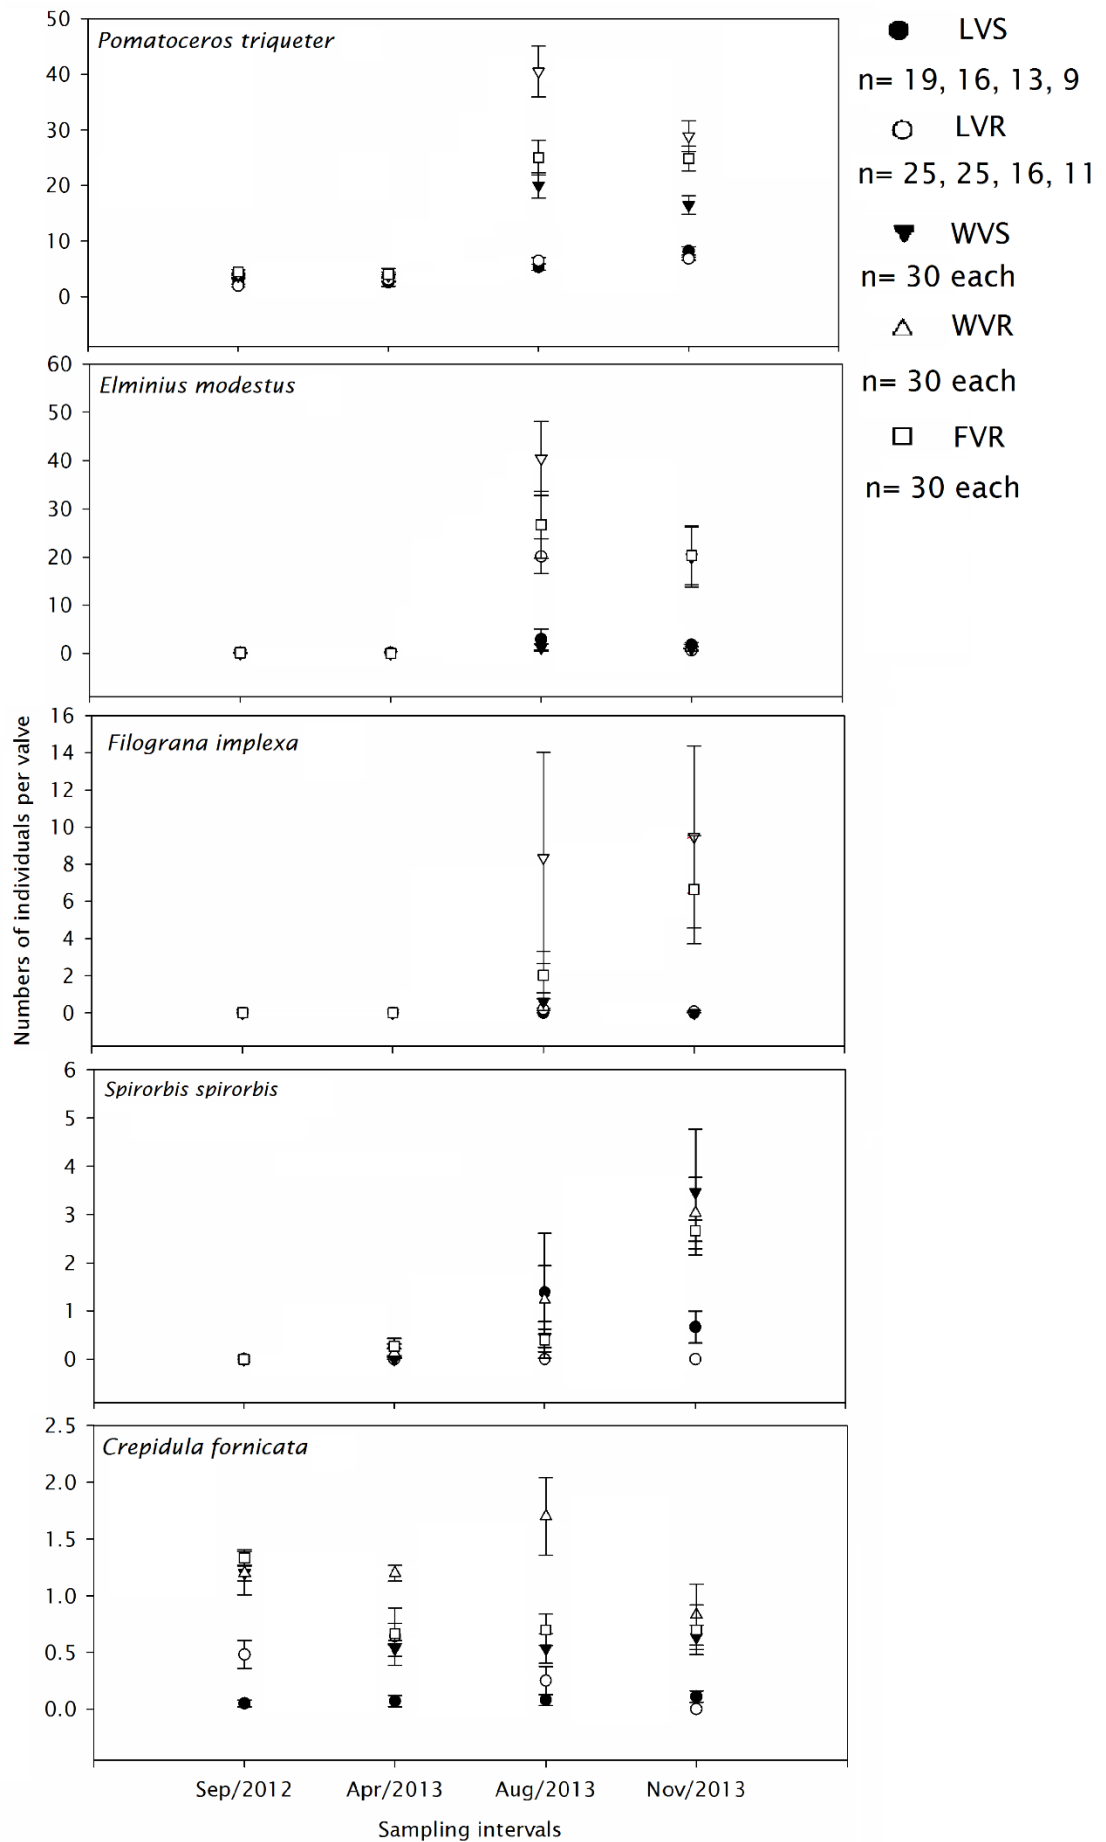 Pomatoceros triqueter
50
40
30
20
10
0
Elminius modestus
60
50
40
30
20
10
0
Filograna implexa
16
14
12
10
8
6
4
2
0
Spirorbis spirorbis
6
5
4
3
2
1
0
Crepidula fornicata
2.5
2.0
1.5
1.0
0.5
0.0
Numbers of individuals per valve
Sep/2012 Apr/2013 Aug/2013 Nov/2013
Sampling intervals
LVS
n= 19, 16, 13, 9
LVR
n= 25, 25, 16, 11
WVS
n= 30 each
WVR
n= 30 each
FVR
n= 30 each